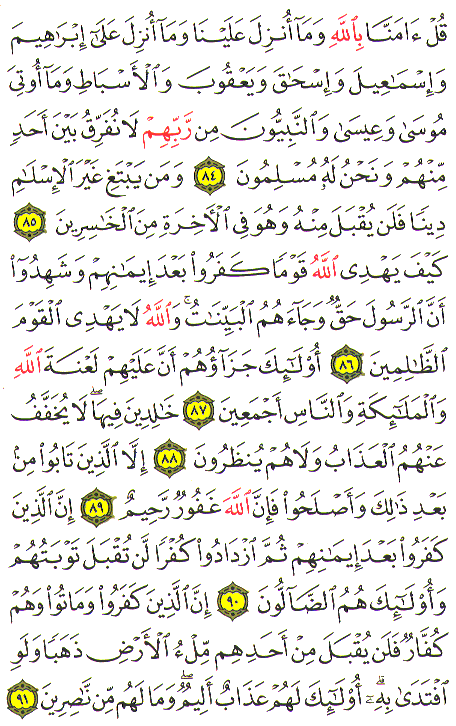 قُلْ ءَامَنَّا بِٱللَّهِ وَمَآ أُنزِلَ عَلَيْنَا وَمَآ أُنزِلَ عَلَىٰٓ إِبْرَٰهِيمَ
وَإِسْمَٰعِيلَ وَإِسْحَٰقَ وَيَعْقُوبَ وَٱلْأَسْبَاطِ وَمَآ أُوتِىَ
مُوسَىٰ وَعِيسَىٰ وَٱلنَّبِيُّونَ مِن رَّبِّهِمْ لَا نُفَرِّقُ بَيْنَ أَحَدٍ
مِّنْهُمْ وَنَحْنُ لَهُۥ مُسْلِمُونَ ٨٤ وَمَن يَبْتَغِ غَيْرَ ٱلْإِسْلَٰمِ
دِينًا فَلَن يُقْبَلَ مِنْهُ وَهُوَ فِى ٱلْأَخِرَةِ مِنَ ٱلْخَٰسِرِينَ ٨٥
كَيْفَ يَهْدِى ٱللَّهُ قَوْمًا كَفَرُوا۟ بَعْدَ إِيمَٰنِهِمْ وَشَهِدُوٓا۟
أَنَّ ٱلرَّسُولَ حَقٌّ وَجَآءَهُمُ ٱلْبَيِّنَٰتُ ۚ وَٱللَّهُ لَا يَهْدِى ٱلْقَوْمَ
ٱلظَّٰلِمِينَ ٨٦ أُو۟لَٰٓئِكَ جَزَآؤُهُمْ أَنَّ عَلَيْهِمْ لَعْنَةَ ٱللَّهِ
وَٱلْمَلَٰٓئِكَةِ وَٱلنَّاسِ أَجْمَعِينَ ٨٧ خَٰلِدِينَ فِيهَا ۖ لَا يُخَفَّفُ
عَنْهُمُ ٱلْعَذَابُ وَلَا هُمْ يُنظَرُونَ ٨٨ إِلَّا ٱلَّذِينَ تَابُوا۟ مِنۢ
بَعْدِ ذَٰلِكَ وَأَصْلَحُوا۟ فَإِنَّ ٱللَّهَ غَفُورٌ رَّحِيمٌ ٨٩ إِنَّ ٱلَّذِينَ
كَفَرُوا۟ بَعْدَ إِيمَٰنِهِمْ ثُمَّ ٱزْدَادُوا۟ كُفْرًا لَّن تُقْبَلَ تَوْبَتُهُمْ
وَأُو۟لَٰٓئِكَ هُمُ ٱلضَّآلُّونَ ٩٠ إِنَّ ٱلَّذِينَ كَفَرُوا۟ وَمَاتُوا۟ وَهُمْ
كُفَّارٌ فَلَن يُقْبَلَ مِنْ أَحَدِهِم مِّلْءُ ٱلْأَرْضِ ذَهَبًا وَلَوِ
ٱفْتَدَىٰ بِهِۦٓ ۗ أُو۟لَٰٓئِكَ لَهُمْ عَذَابٌ أَلِيمٌ ۖ وَمَا لَهُم مِّن نَّٰصِرِينَ ٩١